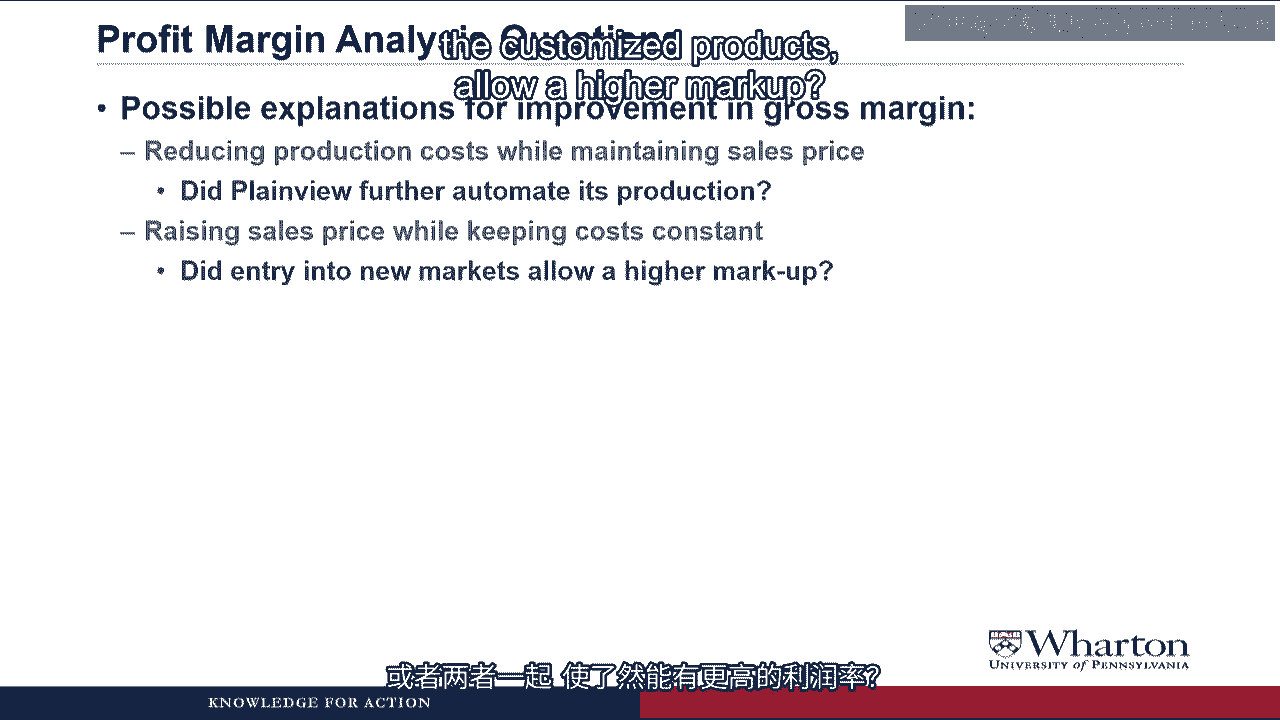 Profit Margin Analysis Questions
the customized products,
allow a higher markup?
• Possible explanations for improvement in gross margin:
– Reducing production costs while maintaining sales price
• Did Plainview further automate its production?
– Raising sales price while keeping costs constant
• Did entry into new markets allow a higher mark-up?
Wharton
UNIVERSITY of PENNSYLVANIA
或者两者一起 使了然能有更高的利润率?
KNOWLEDGE FOR ACTION